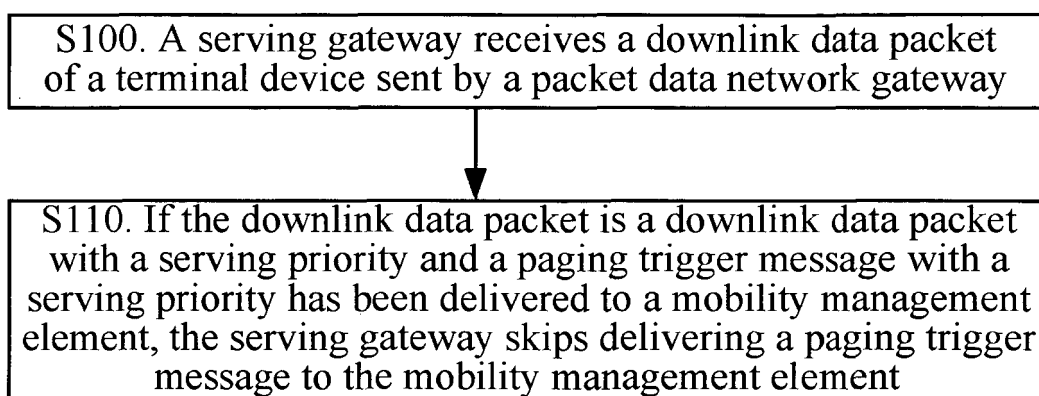 S100. A serving gateway receives a downlink data packet
of a terminal device sent by a packet data network gateway
S110. If the downlink data packet is a downlink data packet
with a serving priority and a paging trigger message with a
serving priority has been delivered to a mobility management
element, the serving gateway skips delivering a paging trigger
message to the mobility management element